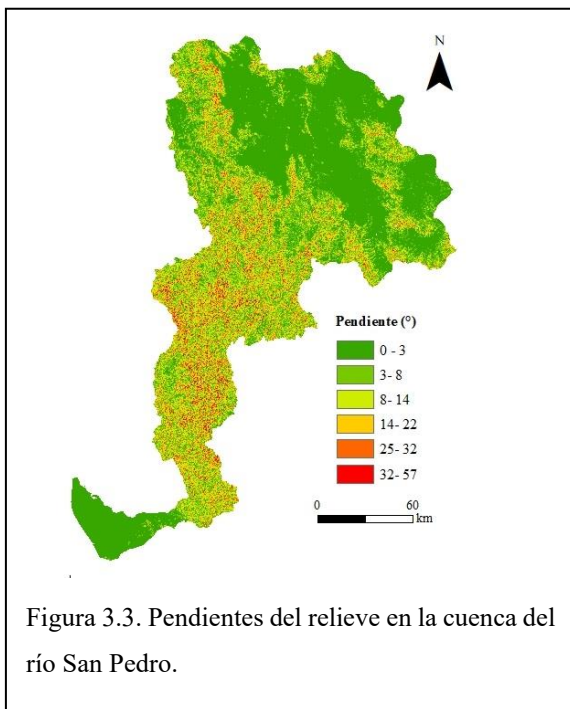 N
Pendiente (°)
0 - 3
3- 8
8- 14
14- 22
25- 32
32- 57
0 60
km
Figura 3.3. Pendientes del relieve en la cuenca del
río San Pedro.